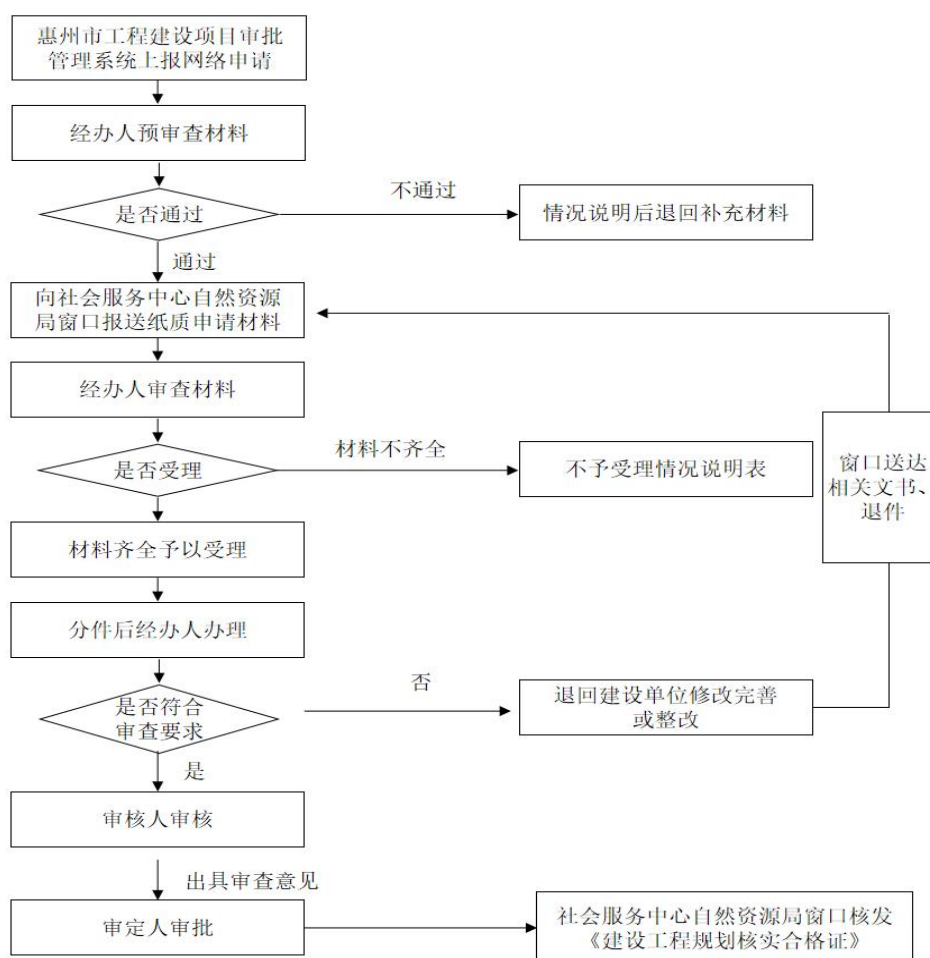 惠州市工程建设项目审批
管理系统上报网络申请
经办人预审查材料
是否通过
不通过
情况说明后退回补充材料
通过
向社会服务中心自然资源
局窗口报送纸质申请材料
经办人审查材料
是否受理
材料不齐全
不予受理情况说明表
窗口送达
相关文书、
退件
材料齐全予以受理
分件后经办人办理
是否符合
审查要求
否
退回建设单位修改完善
或整改
是
审核人审核
出具审查意见
审定人审批
社会服务中心自然资源局窗口核发
《建设工程规划核实合格证》